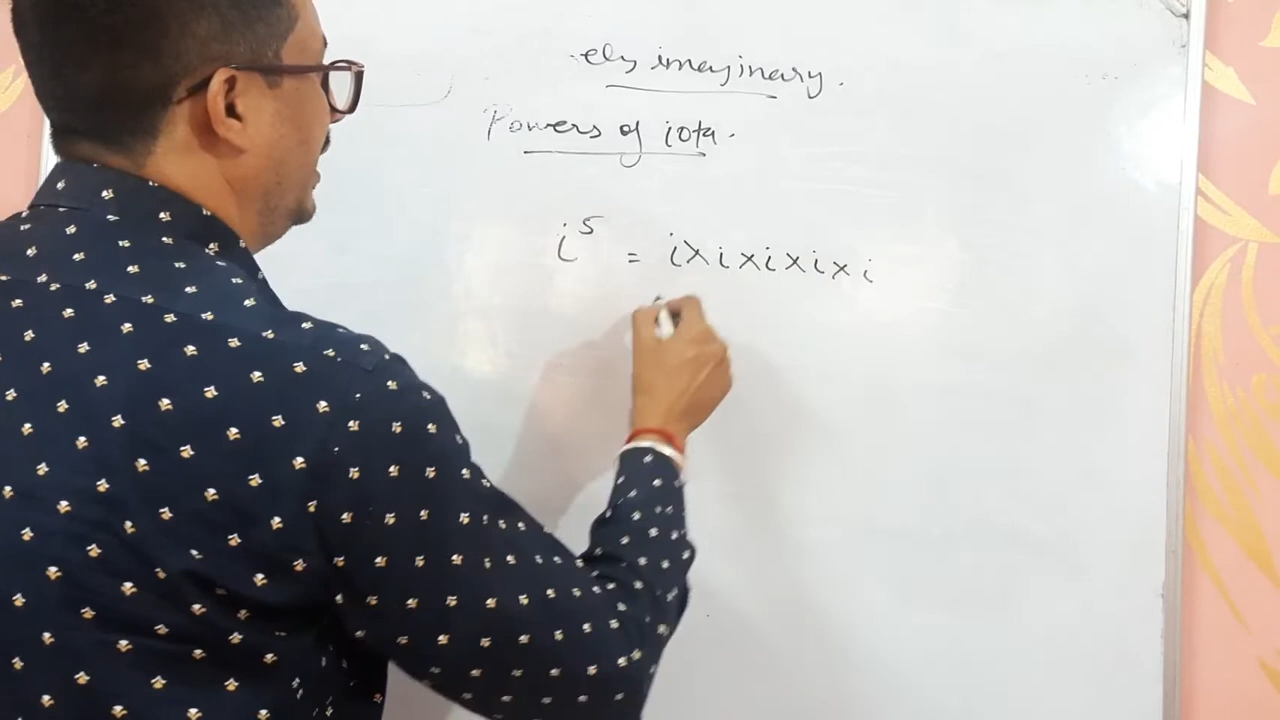 ely imaginary.
Powers of iota.
i⁵ = i×i×i×i×i